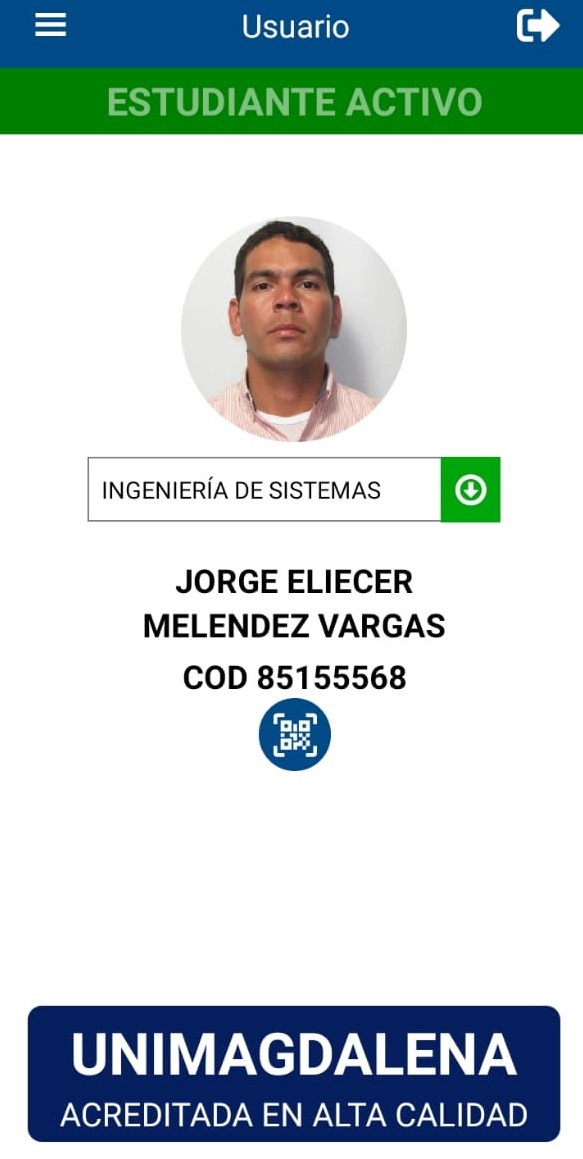 Usuario
ESTUDIANTE ACTIVO
INGENIERÍA DE SISTEMAS
JORGE ELIECER
MELENDEZ VARGAS
COD 85155568
UNIMAGDALENA
ACREDITADA EN ALTA CALIDAD